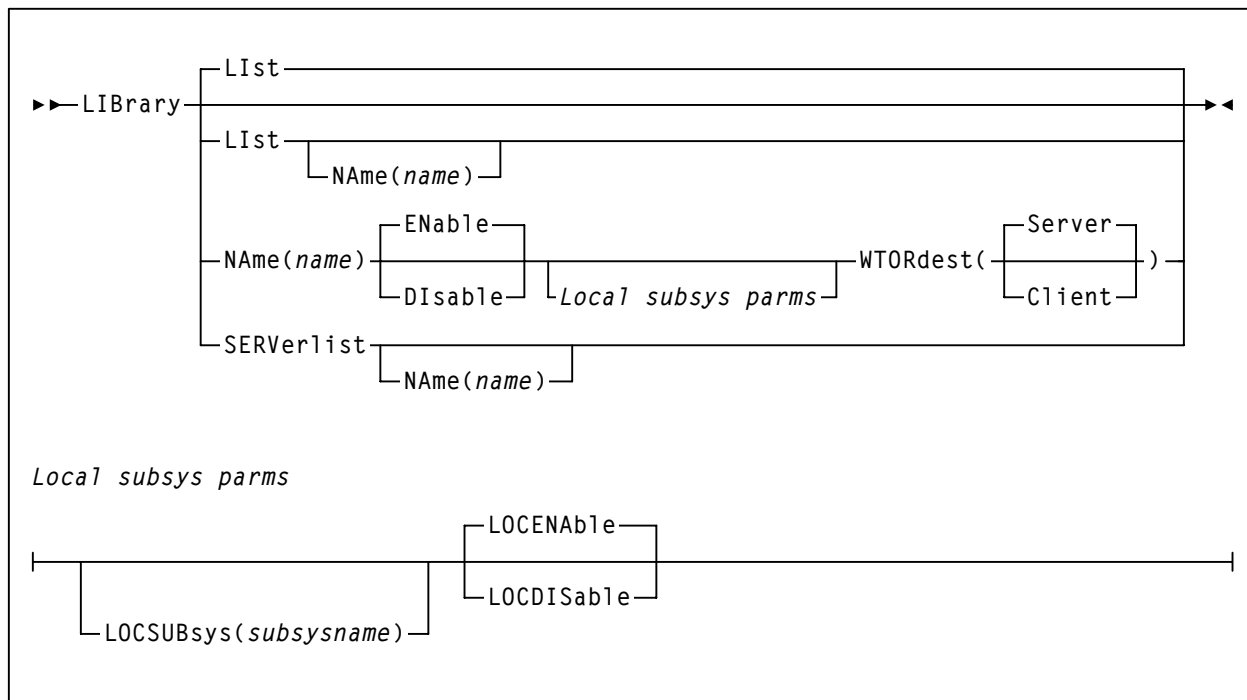 LIst
LIBrary
LIst
NAme(name)
ENable
Server
NAme(name)
WTORdest(
)
DIsable
Local subsys parms
Client
SERVerlist
NAme(name)
Local subsys parms
LOCENAble
LOCDISable
LOCSUBsys(subsysname)